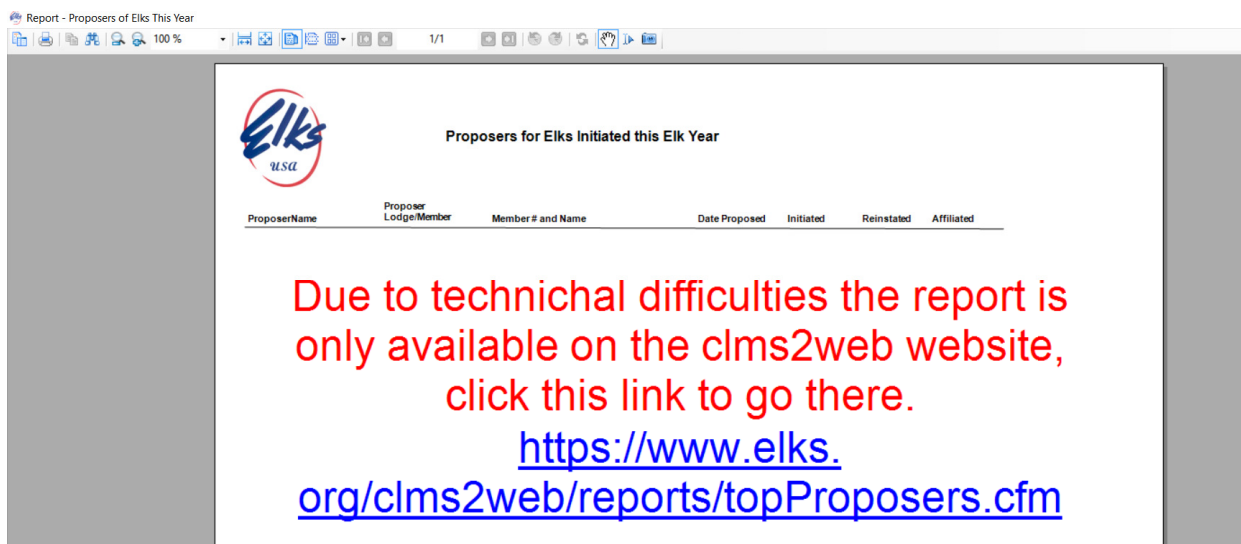 Report - Proposers of Elks This Year
100 %
1/1
Elks
usa
Proposers for Elks Initiated this Elk Year
ProposerName Proposer Lodge/Member Member # and Name Date Proposed Initiated Reinstated Affiliated
Due to technichal difficulties the report is
only available on the clms2web website,
click this link to go there.
https://www.elks.
org/clms2web/reports/topProposers.cfm